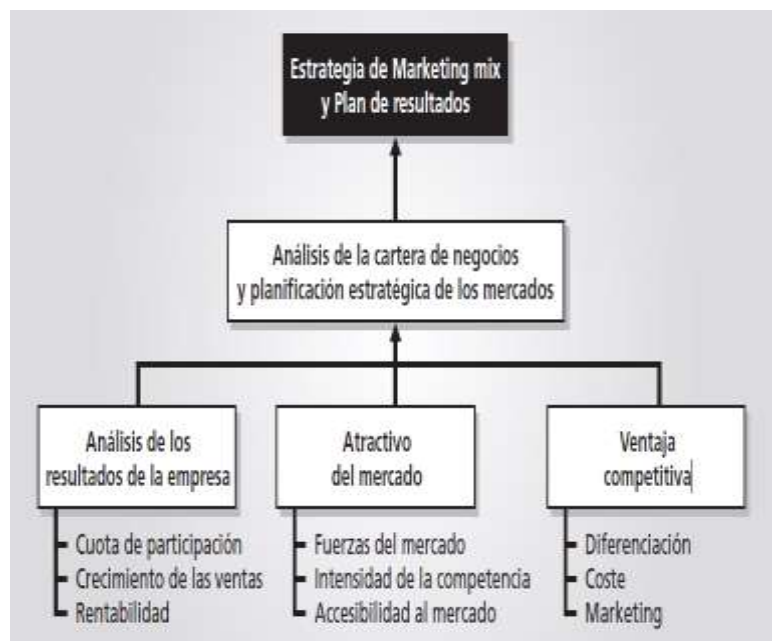 Estrategia de Marketing mix
y Plan de resultados
Análisis de la cartera de negocios
y planificación estratégica de los mercados
Análisis de los
resultados de la empresa
Cuota de participación
Crecimiento de las ventas
Rentabilidad
Atractivo
del mercado
Fuerzas del mercado
Intensidad de la competencia
Accesibilidad al mercado
Ventaja
competitiva
Diferenciación
Coste
Marketing